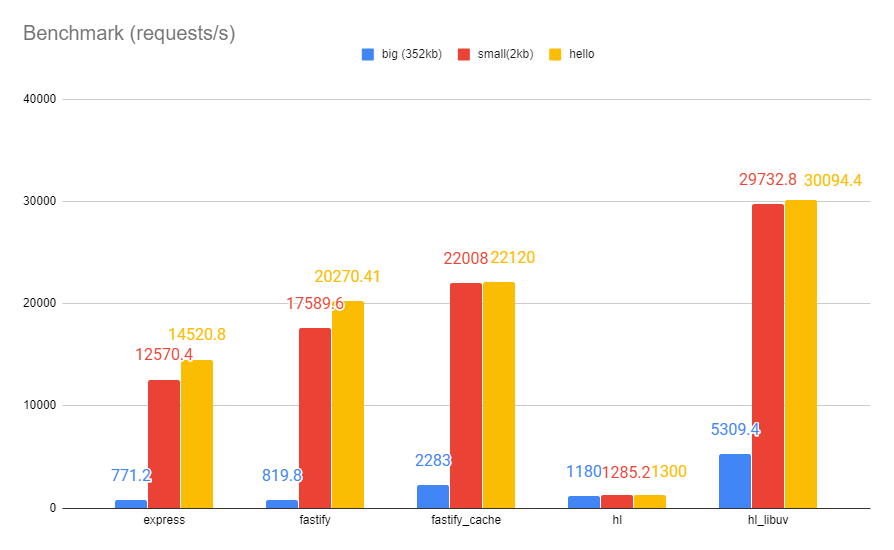 Benchmark (requests/s)
big (352kb) small(2kb) hello
40000
30000
20000
10000
0
771.2 12570.4 14520.8
819.8 17589.6 20270.41
2283 22008 22120
1180 1285.2 1300
5309.4 29732.8 30094.4
express fastify fastify_cache hl hl_libuv